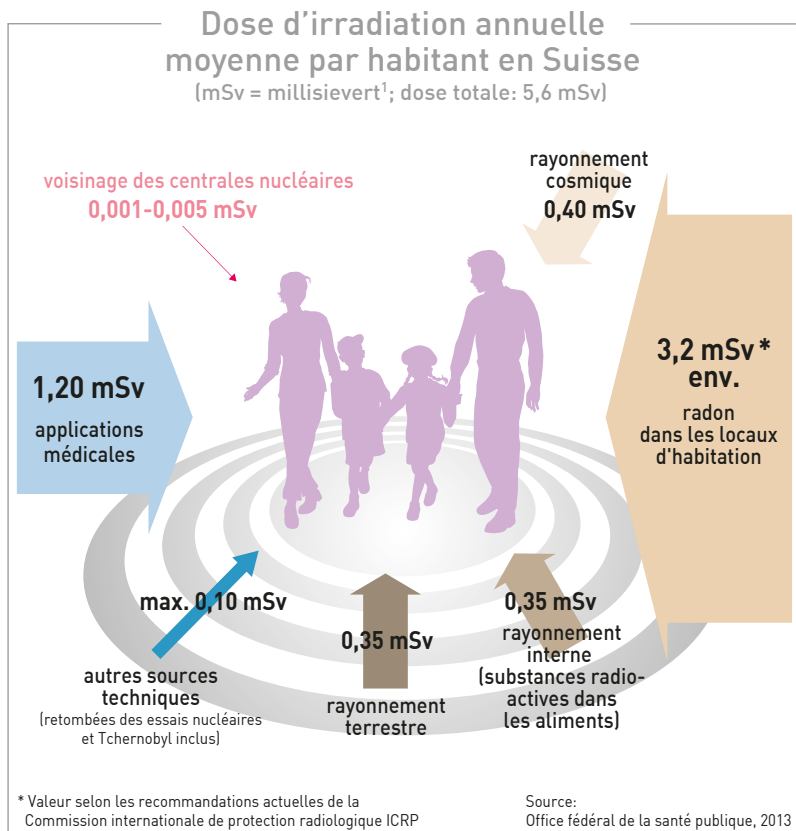 Dose d'irradiation annuelle
moyenne par habitant en Suisse
(mSv = millisievert¹; dose totale: 5,6 mSv)
voisinage des centrales nucléaires
0,001-0,005 mSv
rayonnement
cosmique
0,40 mSv
1,20 mSv
applications
médicales
3,2 mSv *
env.
radon
dans les locaux
d'habitation
max. 0,10 mSv
autres sources
techniques
(retombées des essais nucléaires
et Tchernobyl inclus)
0,35 mSv
rayonnement
terrestre
0,35 mSv
rayonnement
interne
(substances radio-
actives dans
les aliments)
* Valeur selon les recommandations actuelles de la
Commission internationale de protection radiologique ICRP
Source:
Office fédéral de la santé publique, 2013